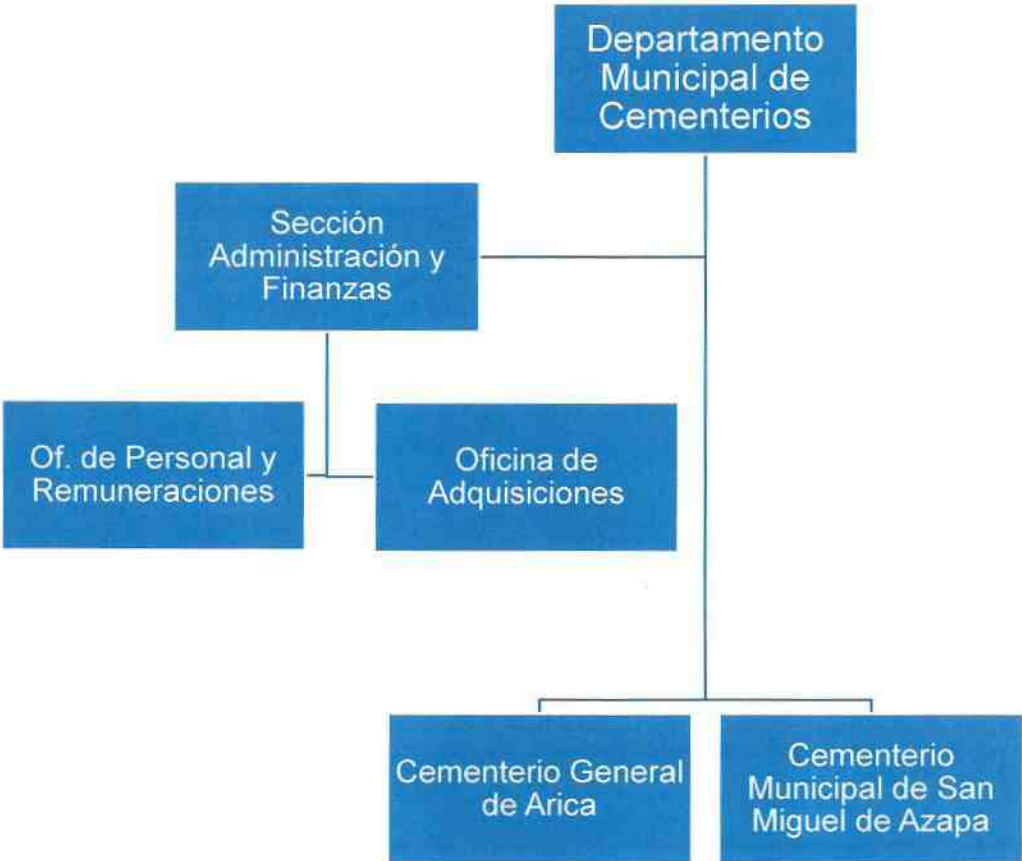 Departamento
Municipal de
Cementerios
Sección
Administración y
Finanzas
Of. de Personal y
Remuneraciones
Oficina de
Adquisiciones
Cementerio General
de Arica
Cementerio
Municipal de San
Miguel de Azapa